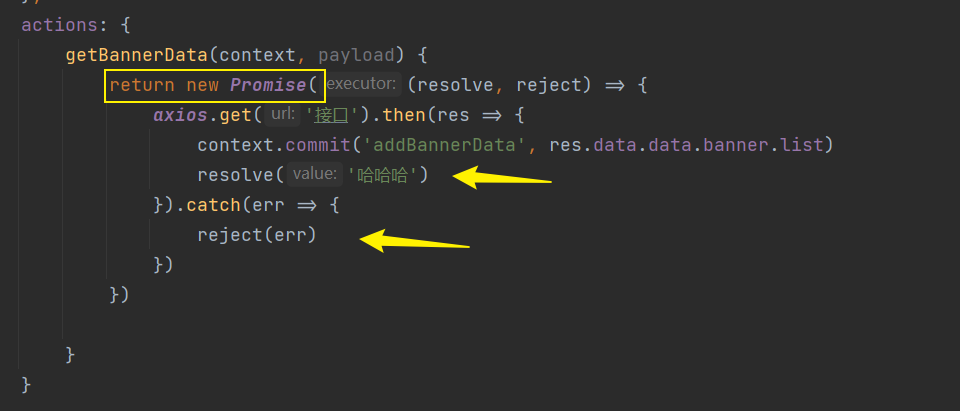 },
actions: {
getBannerData(context, payload) {
return new Promise( executor: (resolve, reject) => {
axios.get( url: '接口').then(res => {
context.commit('addBannerData', res.data.data.banner.list)
resolve( value: '哈哈哈')
}).catch(err => {
reject(err)
})
})
}
}